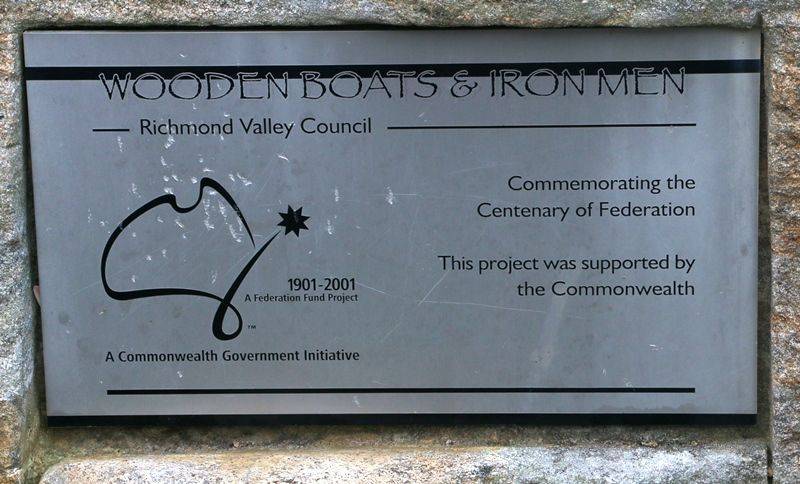 WOODEN BOATS & IRON MEN
Richmond Valley Council
Commemorating the
Centenary of Federation
This project was supported by
the Commonwealth
1901-2001
A Federation Fund Project
TM
A Commonwealth Government Initiative